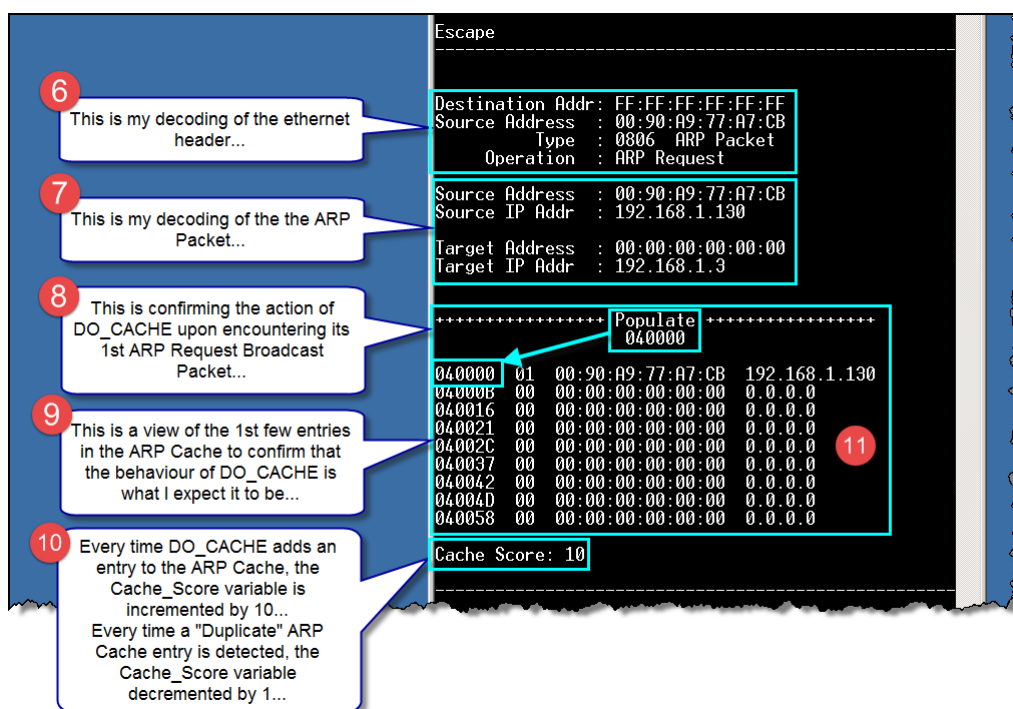 Escape
--------------------------------------------------------
6
This is my decoding of the ethernet
header...
Destination Addr: FF:FF:FF:FF:FF:FF
Source Address  : 00:90:A9:77:A7:CB
Type  : 0806  ARP Packet
Operation  : ARP Request
7
This is my decoding of the the ARP
Packet...
Source Address  : 00:90:A9:77:A7:CB
Source IP Addr  : 192.168.1.130
Target Address  : 00:00:00:00:00:00
Target IP Addr  : 192.168.1.3
8
This is confirming the action of
DO_CACHE upon encountering its
1st ARP Request Broadcast
Packet...
+++++++++++++++++ Populate +++++++++++++++++
040000
9
This is a view of the 1st few entries
in the ARP Cache to confirm that
the behaviour of DO_CACHE is
what I expect it to be...
040000  01  00:90:A9:77:A7:CB  192.168.1.130
04000B  00  00:00:00:00:00:00  0.0.0.0
040016  00  00:00:00:00:00:00  0.0.0.0
040021  00  00:00:00:00:00:00  0.0.0.0
04002C  00  00:00:00:00:00:00  0.0.0.0
040037  00  00:00:00:00:00:00  0.0.0.0
040042  00  00:00:00:00:00:00  0.0.0.0
04004D  00  00:00:00:00:00:00  0.0.0.0
040058  00  00:00:00:00:00:00  0.0.0.0
11
10
Every time DO_CACHE adds an
entry to the ARP Cache, the
Cache_Score variable is
incremented by 10...
Every time a "Duplicate" ARP
Cache entry is detected, the
Cache_Score variable
decremented by 1...
Cache Score: 10
--------------------------------------------------------